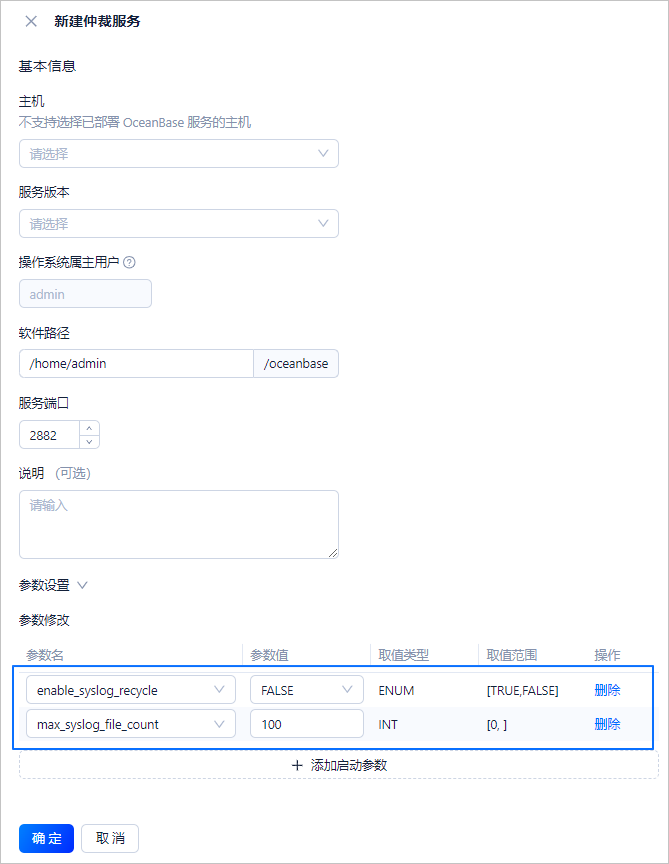 新建仲裁服务
基本信息
主机
不支持选择已部署 OceanBase 服务的主机
请选择
服务版本
请选择
操作系统属主用户
admin
软件路径
/home/admin /oceanbase
服务端口
2882
说明 (可选)
请输入
参数设置
参数修改
参数名 参数值 取值类型 取值范围 操作
enable_syslog_recycle FALSE ENUM [TRUE,FALSE] 删除
max_syslog_file_count 100 INT [0, ] 删除
+ 添加启动参数
确 定 取 消